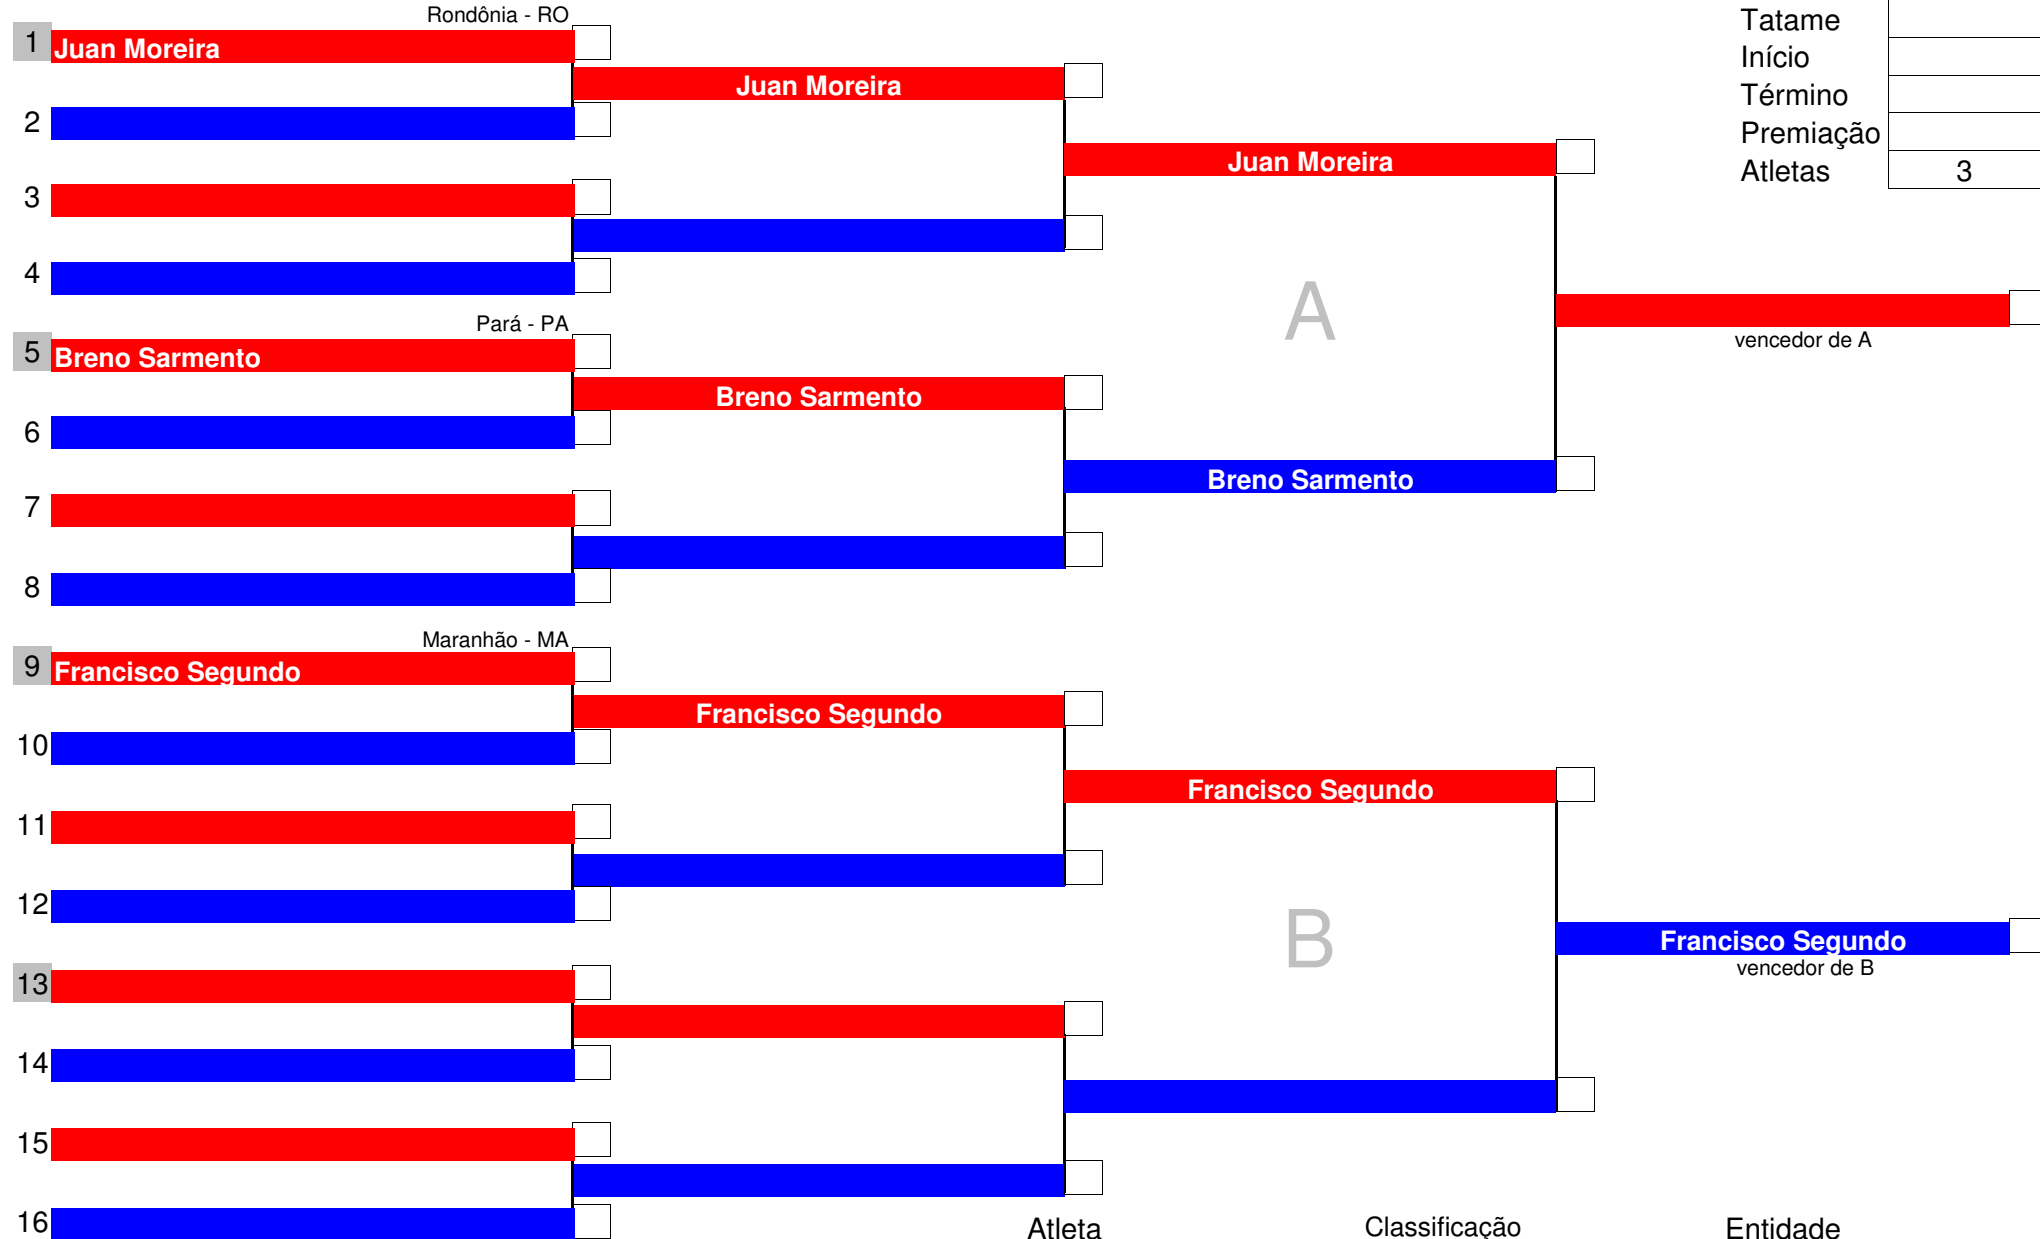 Rondônia - RO
1 Juan Moreira
Juan Moreira
2
Juan Moreira
3
4
Pará - PA
5 Breno Sarmento
Breno Sarmento
6
Breno Sarmento
7
8
A
vencedor de A
Maranhão - MA
9 Francisco Segundo
Francisco Segundo
10
Francisco Segundo
11
12
B
Francisco Segundo
vencedor de B
13
14
15
16
Tatame
Início
Término
Premiação
Atletas 3
Atleta Classificação Entidade